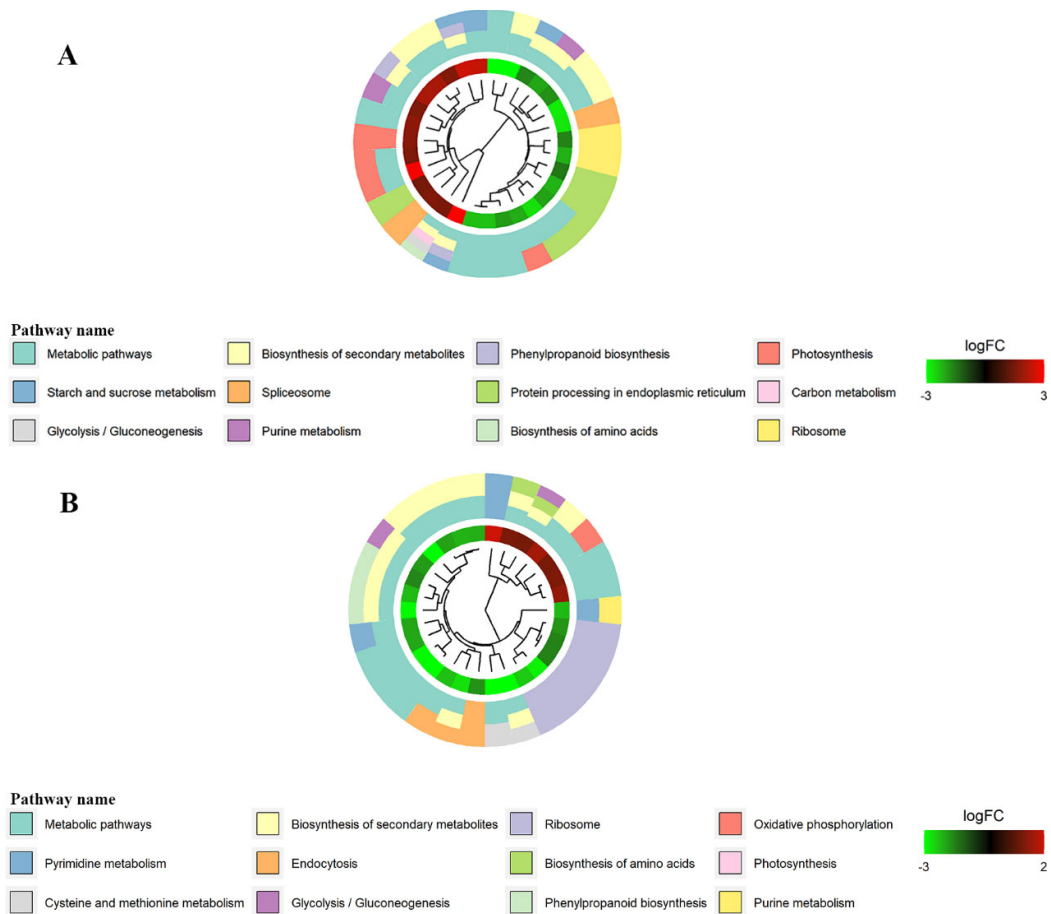 A
Pathway name
Metabolic pathways Biosynthesis of secondary metabolites Phenylpropanoid biosynthesis Photosynthesis
Starch and sucrose metabolism Spliceosome Protein processing in endoplasmic reticulum Carbon metabolism
Glycolysis / Gluconeogenesis Purine metabolism Biosynthesis of amino acids Ribosome
logFC
-3 3
B
Pathway name
Metabolic pathways Biosynthesis of secondary metabolites Ribosome Oxidative phosphorylation
Pyrimidine metabolism Endocytosis Biosynthesis of amino acids Photosynthesis
Cysteine and methionine metabolism Glycolysis / Gluconeogenesis Phenylpropanoid biosynthesis Purine metabolism
logFC
-3 2